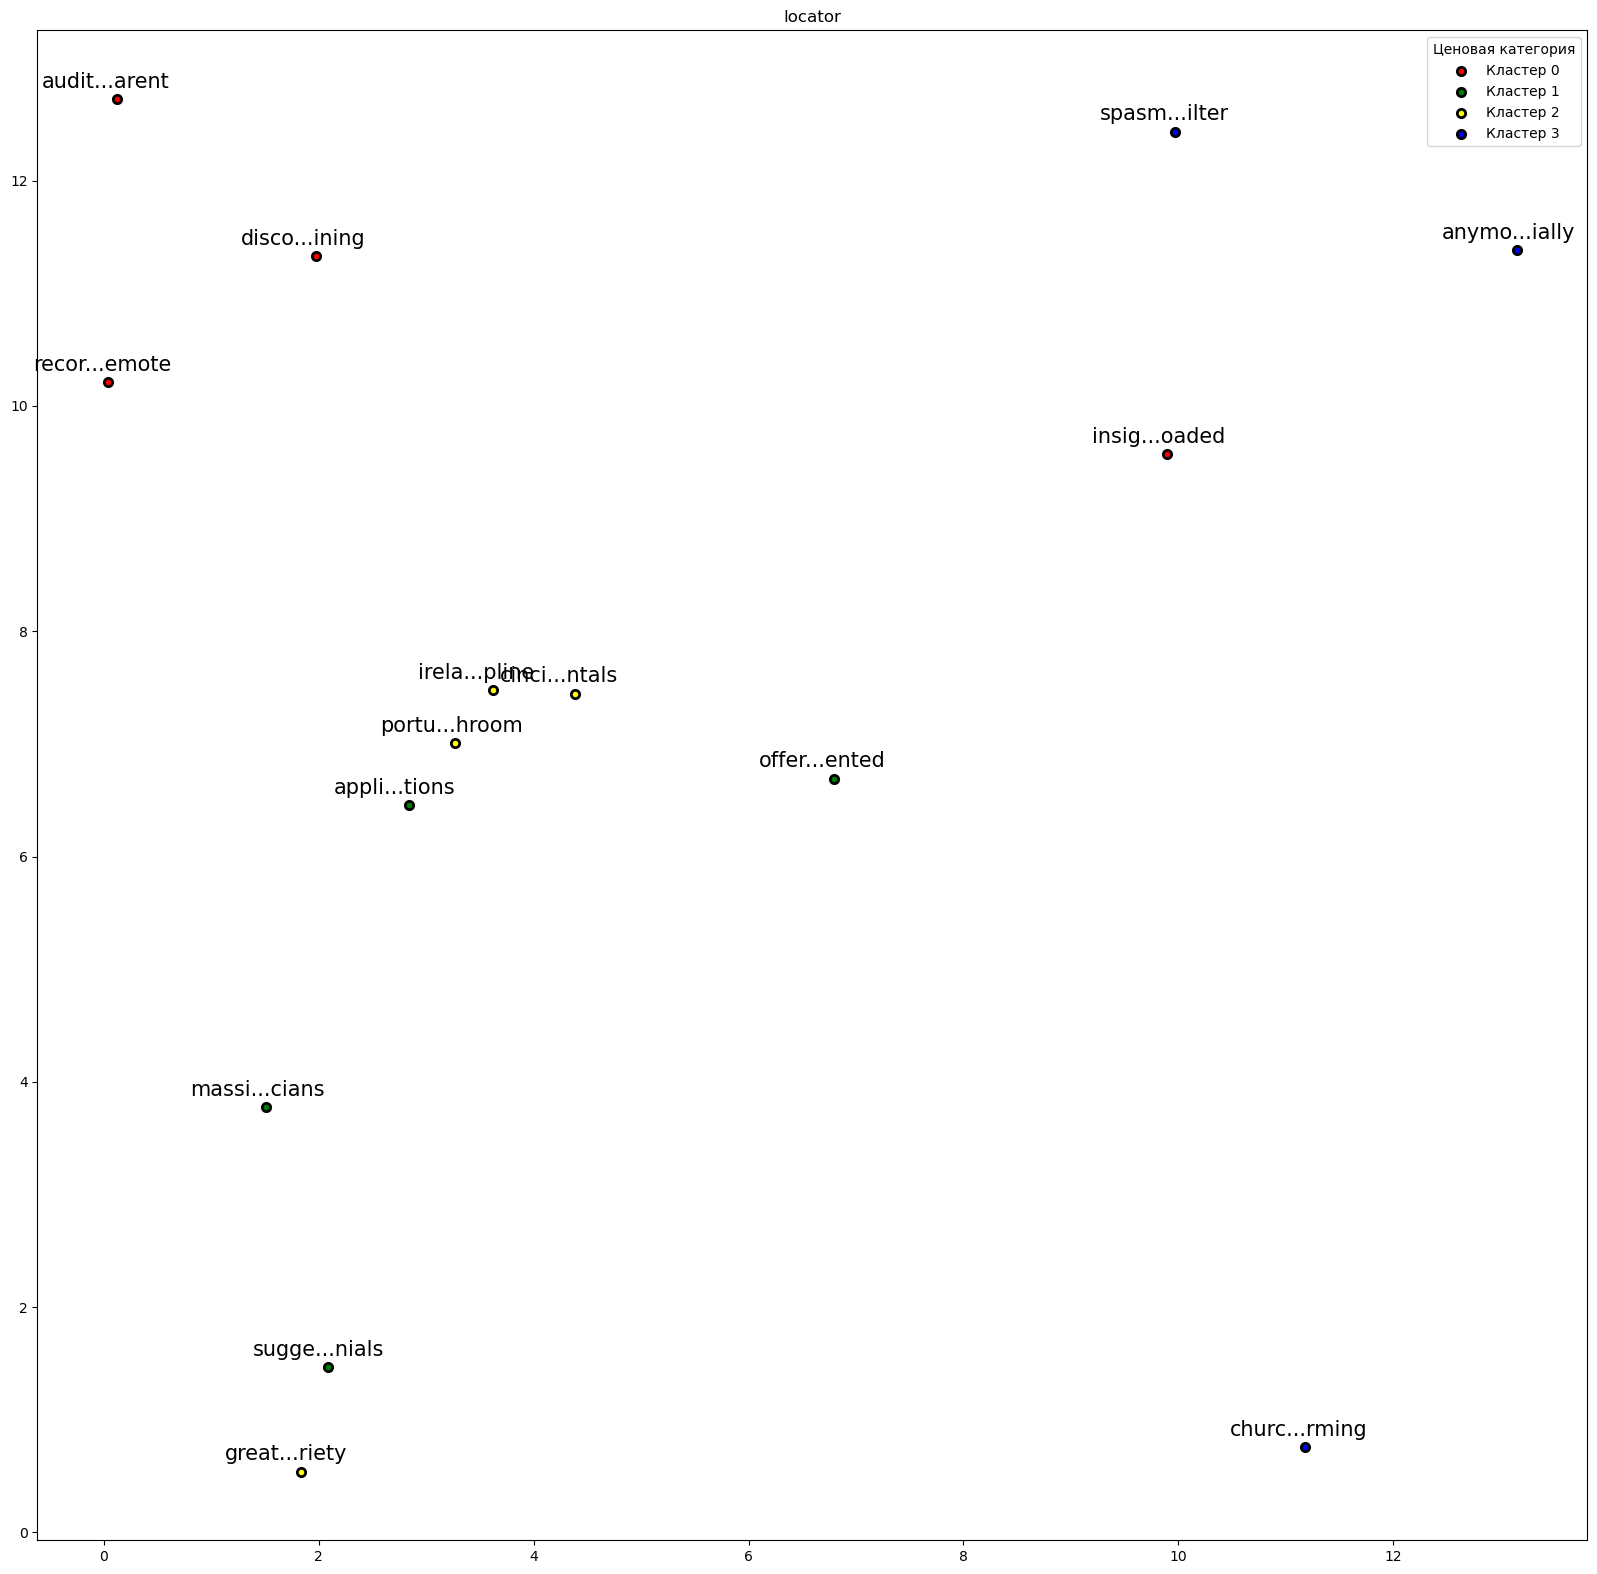 locator
Ценовая категория
Кластер 0
Кластер 1
Кластер 2
Кластер 3
audit...arent
spasm...ilter
disco...ining
anymo...ially
recor...emote
insig...oaded
irela...pline
cinci...ntals
portu...hroom
offer...ented
appli...tions
massi...cians
sugge...nials
great...riety
churc...rming
12
10
8
6
4
2
0
0 2 4 6 8 10 12